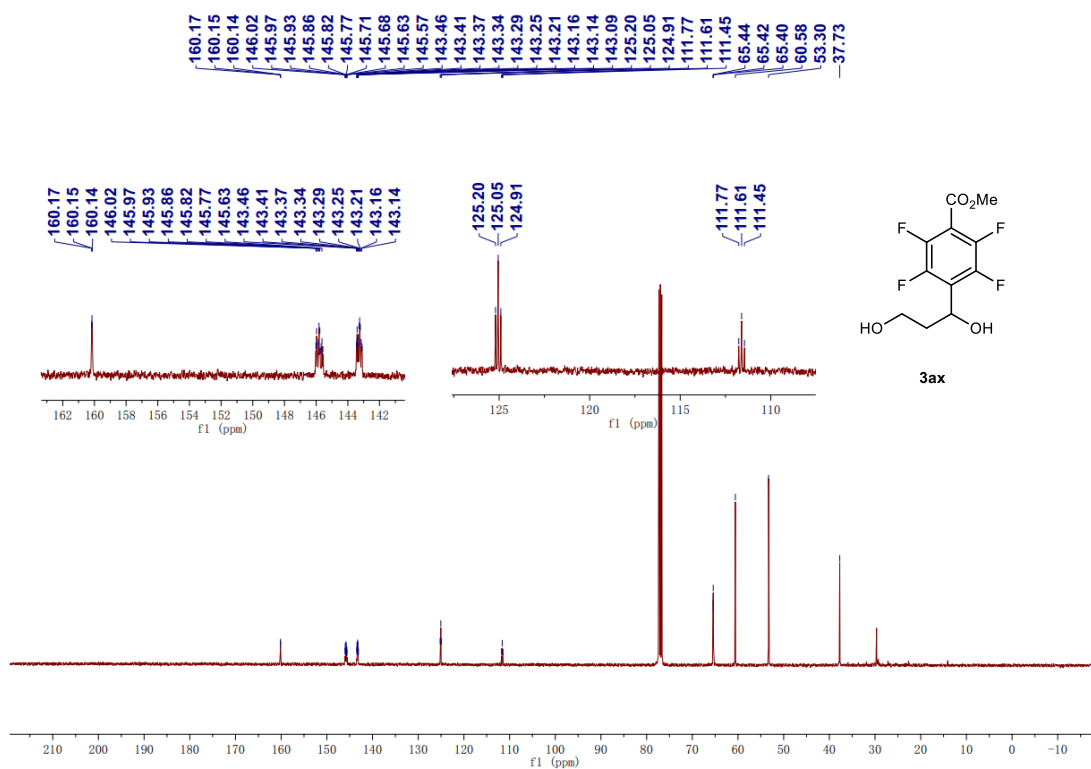 160.17 160.15 160.14 146.02 145.97 145.93 145.86 145.82 145.77 145.71 145.68 145.63 145.57 143.46 143.41 143.37 143.34 143.29 143.25 143.21 143.16 143.14 143.09 125.20 125.05 124.91 111.77 111.61 111.45 65.44 65.42 65.40 60.58 53.30 37.73
160.17 160.15 160.14 146.02 145.97 145.93 145.86 145.82 145.77 145.63 143.46 143.41 143.37 143.34 143.29 143.25 143.21 143.16 143.14
125.20 125.05 124.91
111.77 111.61 111.45
CO2Me
F F
F F
HO OH
3ax
162 160 158 156 154 152 150 148 146 144 142
f1 (ppm)
125 120 115 110
f1 (ppm)
210 200 190 180 170 160 150 140 130 120 110 100 90 80 70 60 50 40 30 20 10 0 -10
f1 (ppm)